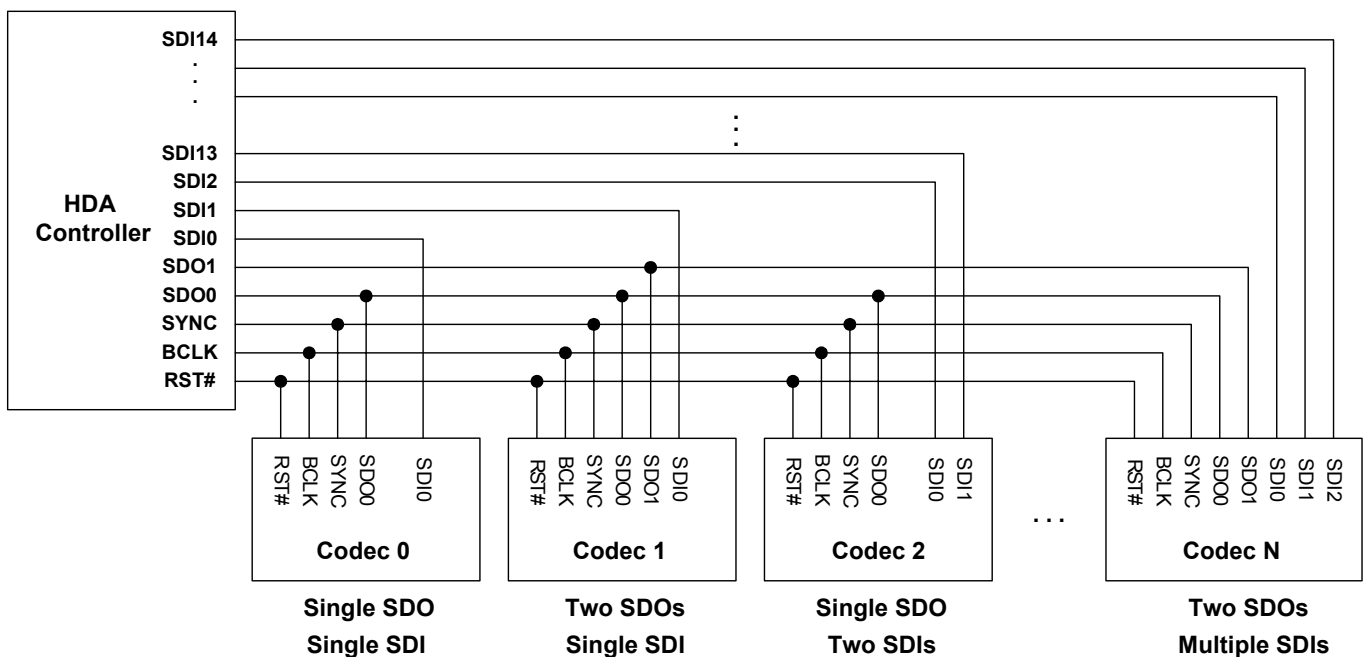 SDI14
.
.
.
SDI13
SDI2
SDI1
SDI0
SDO1
SDO0
SYNC
BCLK
RST#
HDA
Controller
. . .
RST#
BCLK
SYNC
SDO0
SDI0
Codec 0
Single SDO
Single SDI
RST#
BCLK
SYNC
SDO0
SDO1
SDI0
Codec 1
Two SDOs
Single SDI
RST#
BCLK
SYNC
SDO0
SDI0
SDI1
Codec 2
Single SDO
Two SDIs
. . .
RST#
BCLK
SYNC
SDO0
SDO1
SDI0
SDI1
SDI2
Codec N
Two SDOs
Multiple SDIs